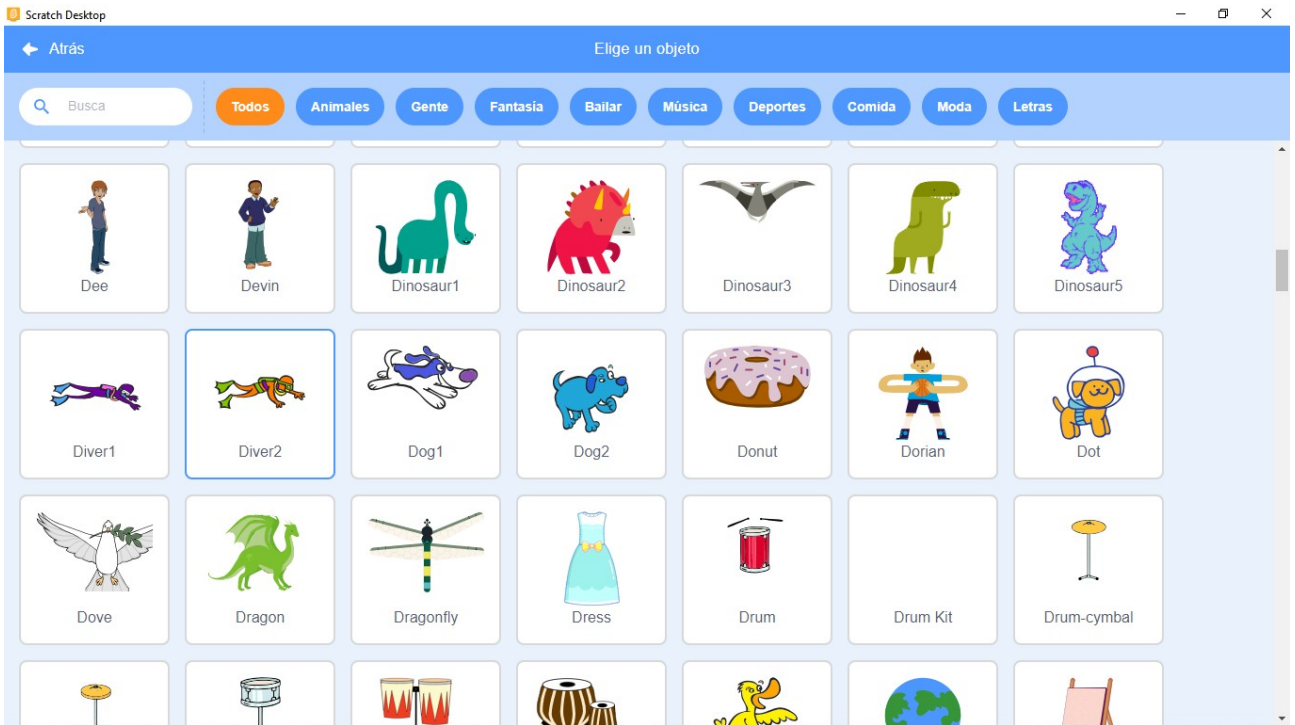 Scratch Desktop
Atrás
Elige un objeto
Busca
Todos Animales Gente Fantasía Bailar Música Deportes Comida Moda Letras
Dee Devin Dinosaur1 Dinosaur2 Dinosaur3 Dinosaur4 Dinosaur5
Diver1 Diver2 Dog1 Dog2 Donut Dorian Dot
Dove Dragon Dragonfly Dress Drum Drum Kit Drum-cymbal